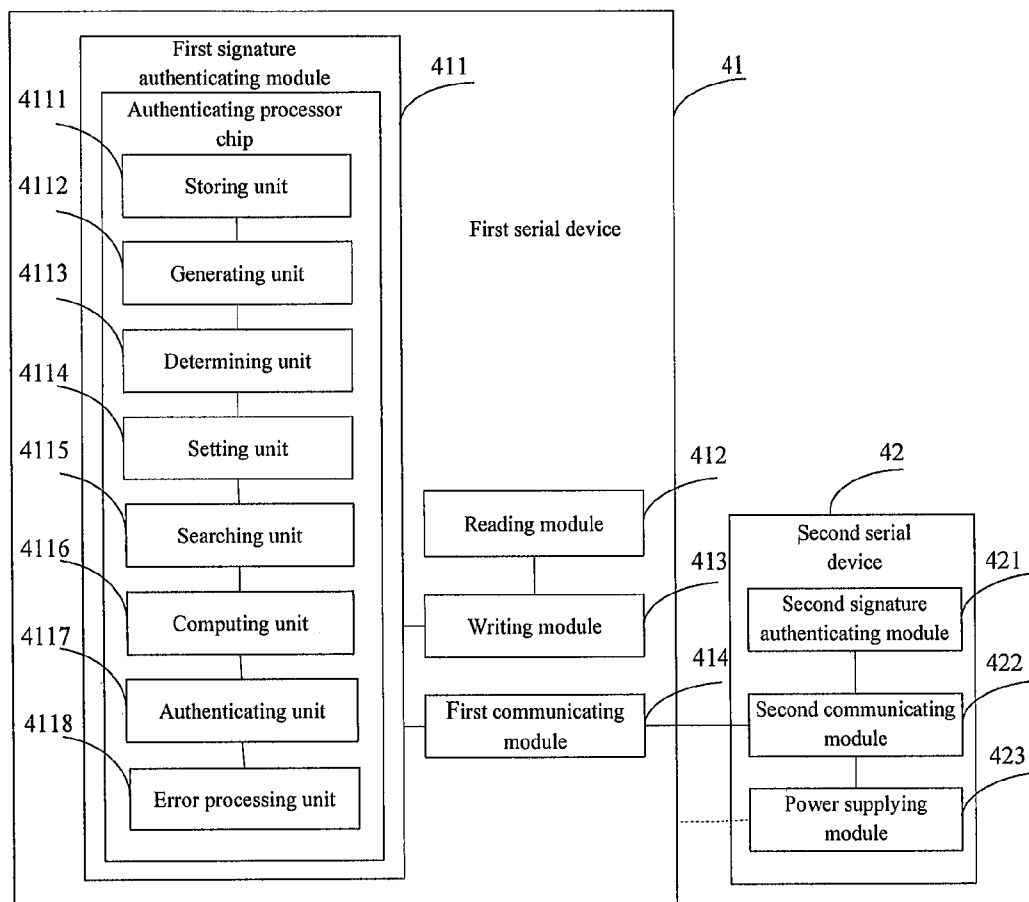 First signature
authenticating module
411
41
4111
Authenticating processor
chip
Storing unit
4112
Generating unit
First serial device
4113
Determining unit
4114
Setting unit
4115
Searching unit
4116
Computing unit
4117
Authenticating unit
4118
Error processing unit
412
Reading module
413
Writing module
414
First communicating
module
42
Second serial
device
421
Second signature
authenticating module
422
Second communicating
module
423
Power supplying
module